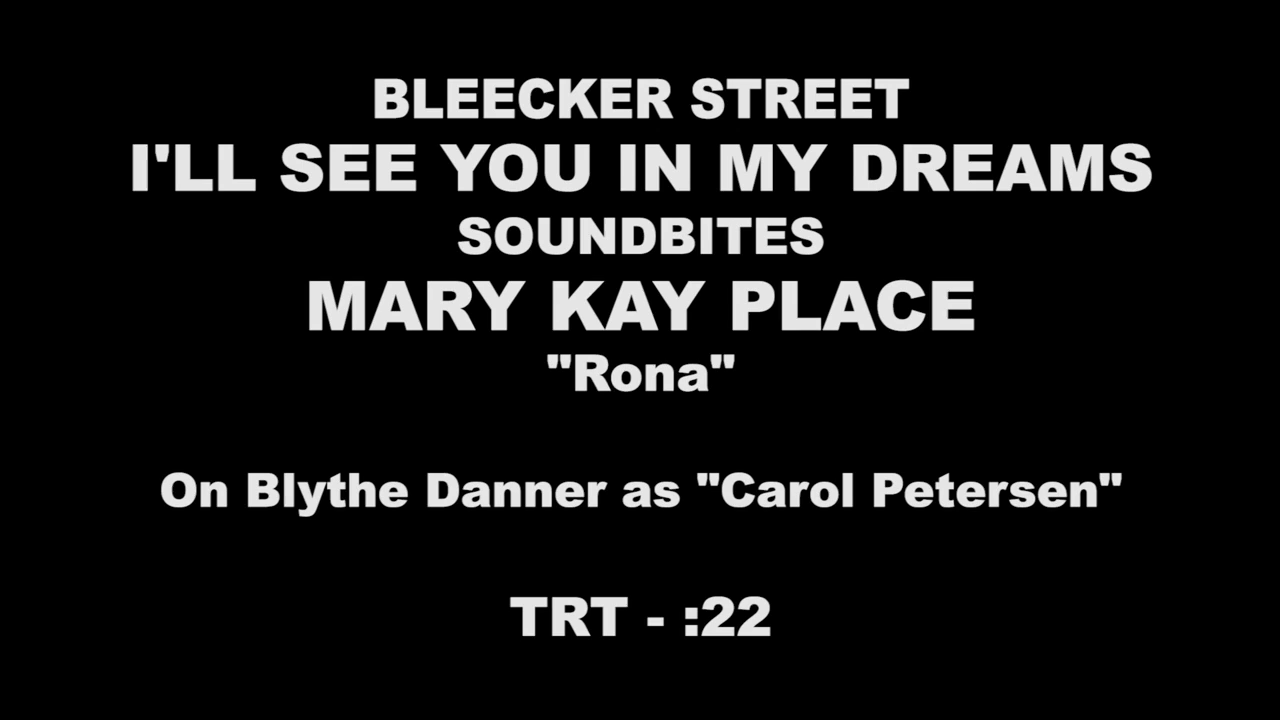 BLEECKER STREET
I'LL SEE YOU IN MY DREAMS
SOUNDBITES
MARY KAY PLACE
"Rona"
On Blythe Danner as "Carol Petersen"
TRT - :22